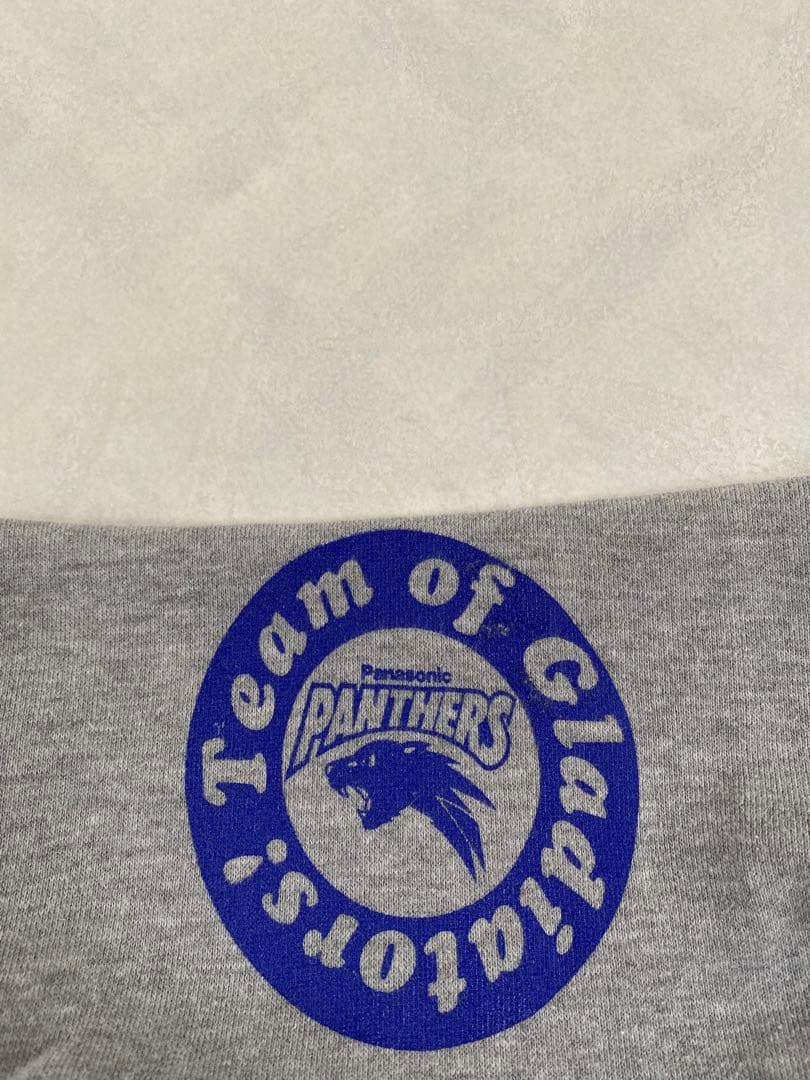 Team of Gladiators!
Panasonic
PANTHERS